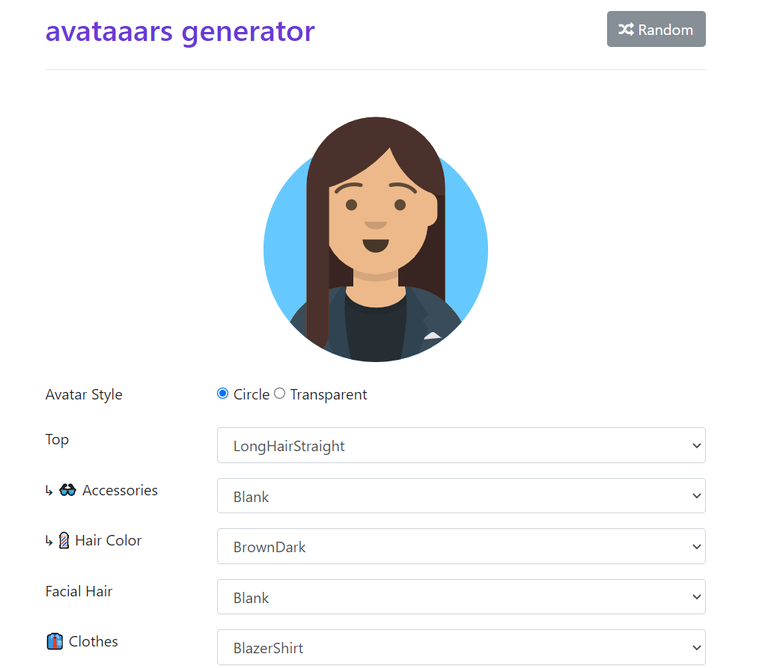 avataaars generator
Random
Avatar Style
Circle Transparent
Top
LongHairStraight
Accessories
Blank
Hair Color
BrownDark
Facial Hair
Blank
Clothes
BlazerShirt